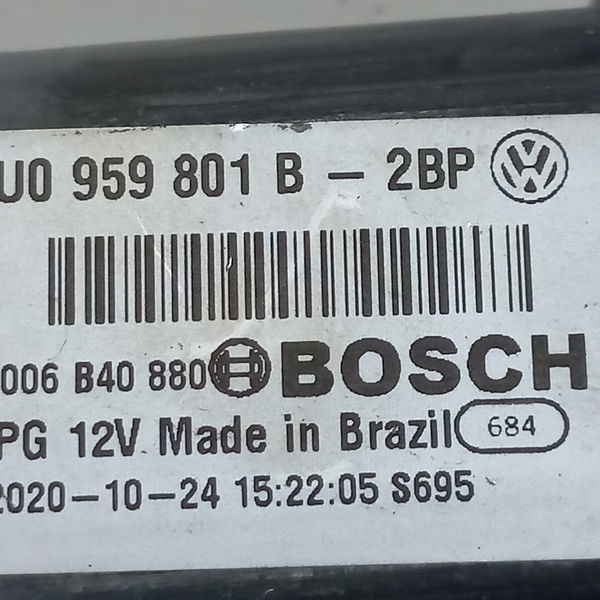 U0 959 801 B - 2BP
006 B40 880 BOSCH
PG 12V Made in Brazil 684
2020-10-24 15:22:05 S695